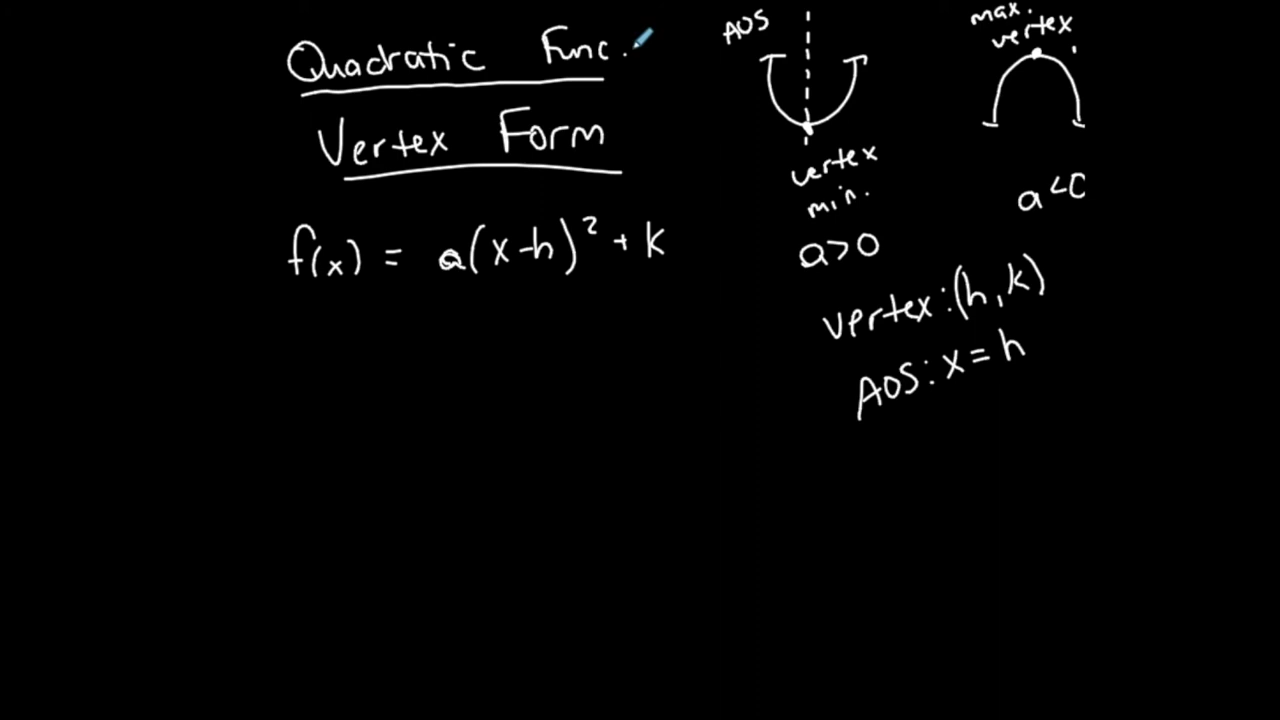 Quadratic Func.
Vertex Form
f(x) = a(x-h)² + k
AOS
vertex
min.
a>0
max.
vertex
a<0
vertex: (h, k)
AOS: x = h